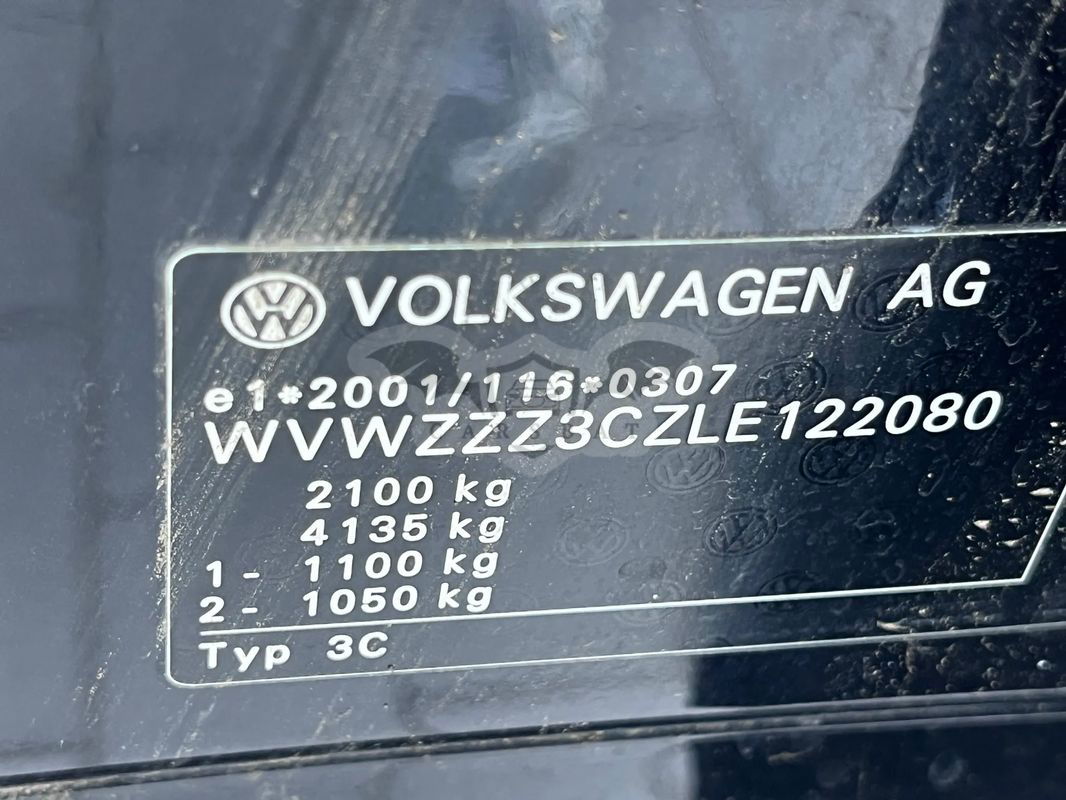 VOLKSWAGEN AG
e1*2001/116*0307
WVWZZZ3CZLE122080
2100 kg
4135 kg
1 - 1100 kg
2 - 1050 kg
Typ 3C